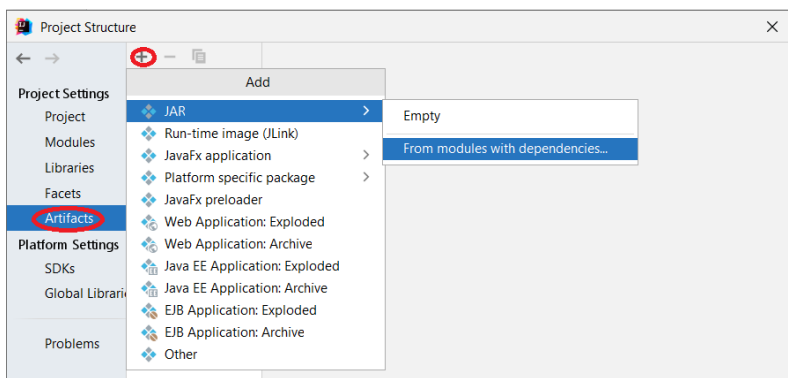 Project Structure
Project Settings
Project
Modules
Libraries
Facets
Artifacts
Platform Settings
SDKs
Global Librari
Problems
Add
JAR
Run-time image (JLink)
JavaFx application
Platform specific package
JavaFx preloader
Web Application: Exploded
Web Application: Archive
Java EE Application: Exploded
Java EE Application: Archive
EJB Application: Exploded
EJB Application: Archive
Other
Empty
From modules with dependencies...